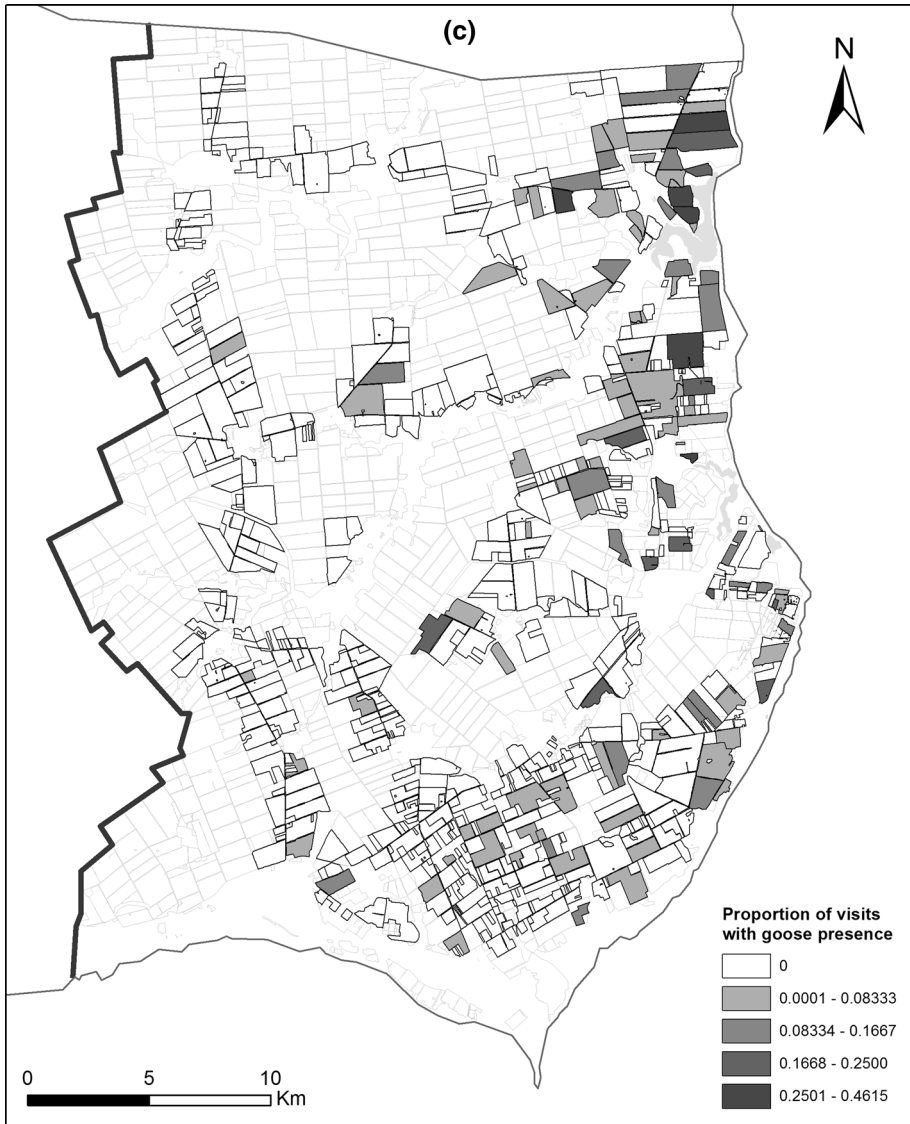 (c)
N
Proportion of visits
with goose presence
0
0.0001 - 0.08333
0.08334 - 0.1667
0.1668 - 0.2500
0.2501 - 0.4615
0 5 10
Km